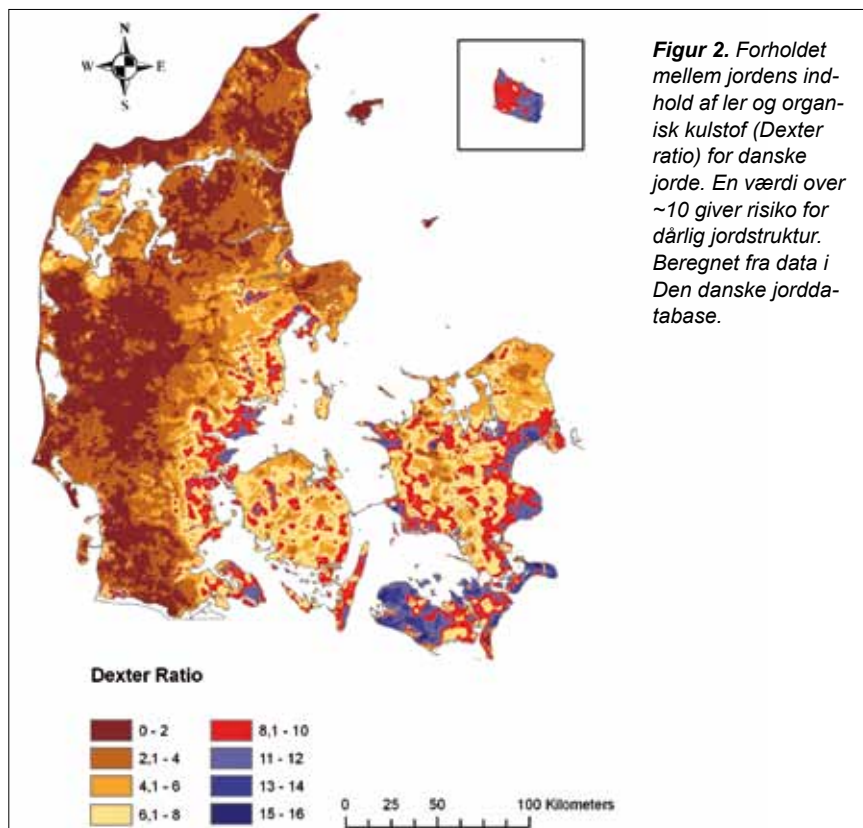 N
W E
S
Figur 2. Forholdet
mellem jordens ind-
hold af ler og organ-
isk kulstof (Dexter
ratio) for danske
jorde. En værdi over
~10 giver risiko for
dårlig jordstruktur.
Beregnet fra data i
Den danske jordda-
tabase.
Dexter Ratio
0 - 2
2,1 - 4
4,1 - 6
6,1 - 8
8,1 - 10
11 - 12
13 - 14
15 - 16
0 25 50 100 Kilometers